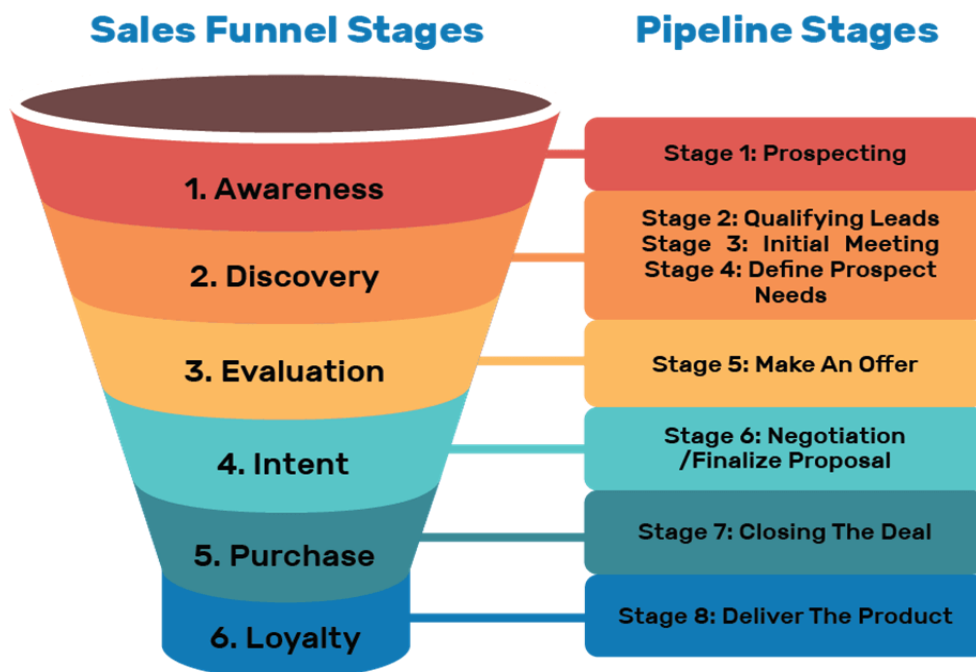 Sales Funnel Stages
Pipeline Stages
1. Awareness
Stage 1: Prospecting
2. Discovery
Stage 2: Qualifying Leads
Stage 3: Initial Meeting
Stage 4: Define Prospect
Needs
3. Evaluation
Stage 5: Make An Offer
4. Intent
Stage 6: Negotiation
/Finalize Proposal
5. Purchase
Stage 7: Closing The Deal
6. Loyalty
Stage 8: Deliver The Product